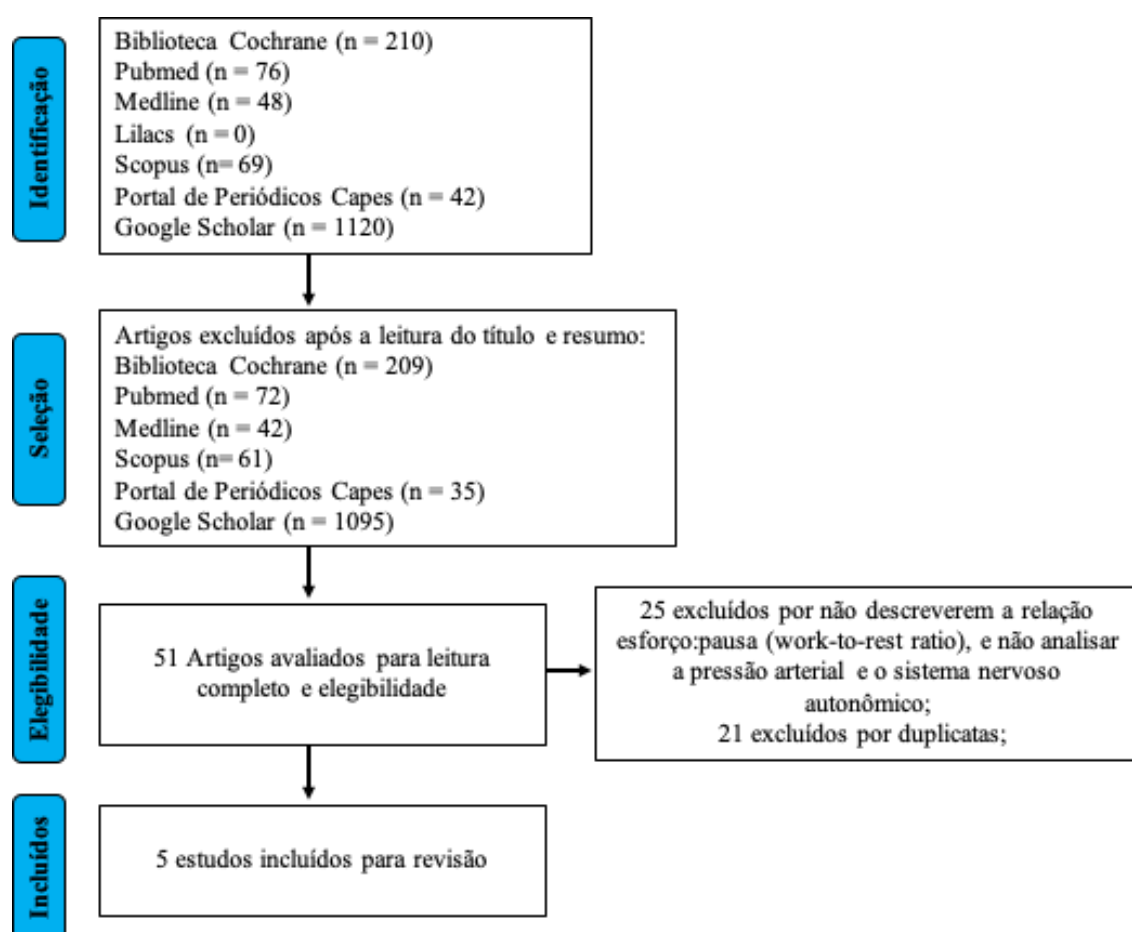 Identificação
Biblioteca Cochrane (n = 210)
Pubmed (n = 76)
Medline (n = 48)
Lilacs (n = 0)
Scopus (n= 69)
Portal de Periódicos Capes (n = 42)
Google Scholar (n = 1120)
Seleção
Artigos excluídos após a leitura do título e resumo:
Biblioteca Cochrane (n = 209)
Pubmed (n = 72)
Medline (n = 42)
Scopus (n= 61)
Portal de Periódicos Capes (n = 35)
Google Scholar (n = 1095)
Elegibilidade
51 Artigos avaliados para leitura
completo e elegibilidade
25 excluídos por não descreverem a relação
esforço:pausa (work-to-rest ratio), e não analisar
a pressão arterial e o sistema nervoso
autonômico;
21 excluídos por duplicatas;
Incluídos
5 estudos incluídos para revisão